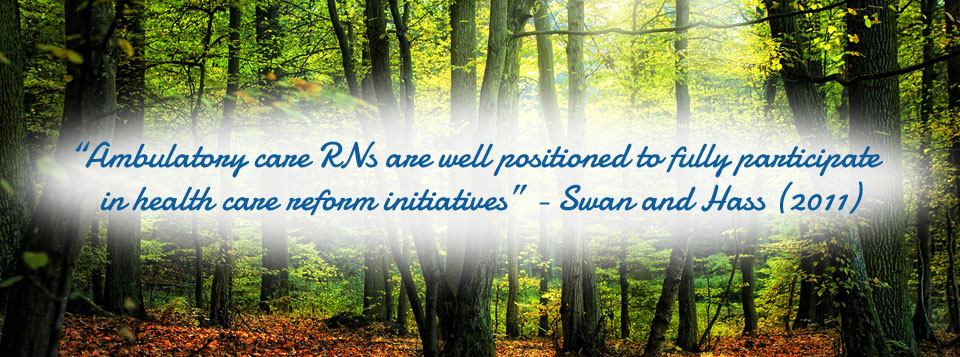 “Ambulatory care RNs are well positioned to fully participate
in health care reform initiatives” - Swan and Hass (2011)